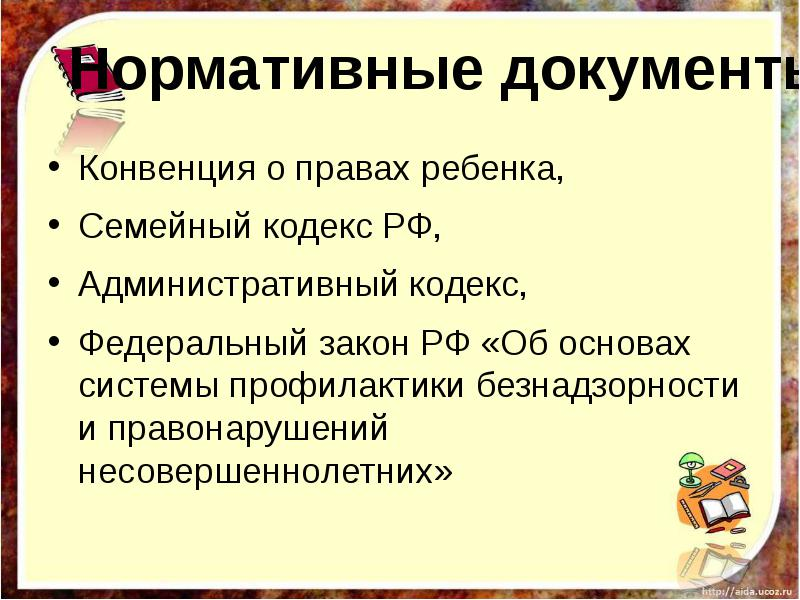 Нормативные документы
• Конвенция о правах ребенка,
• Семейный кодекс РФ,
• Административный кодекс,
• Федеральный закон РФ «Об основах
системы профилактики безнадзорности
и правонарушений
несовершеннолетних»
http://aida.ucoz.ru